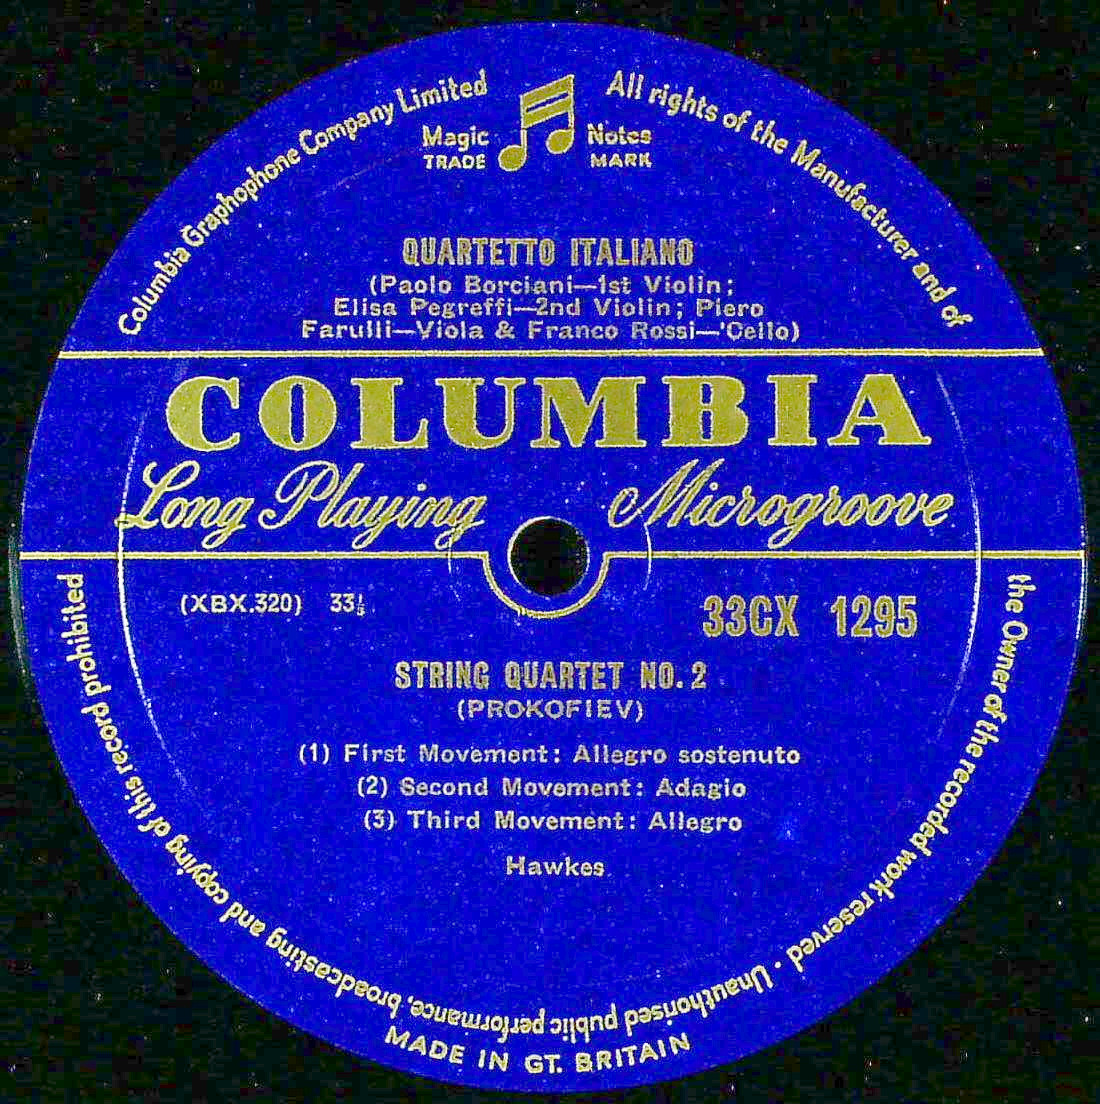 Columbia Graphophone Company Limited
All rights of the Manufacturer and of
the Owner of the recorded work reserved · Unauthorised public performance, broadcasting and copying of this record prohibited
Magic Notes
TRADE MARK
QUARTETTO ITALIANO
(Paolo Borciani—1st Violin;
Elisa Pegreffi—2nd Violin; Piero
Farulli—Viola & Franco Rossi—'Cello)
COLUMBIA
Long Playing Microgroove
(XBX.320) 33⅓
33CX 1295
STRING QUARTET NO. 2
(PROKOFIEV)
(1) First Movement: Allegro sostenuto
(2) Second Movement: Adagio
(3) Third Movement: Allegro
Hawkes
MADE IN GT. BRITAIN